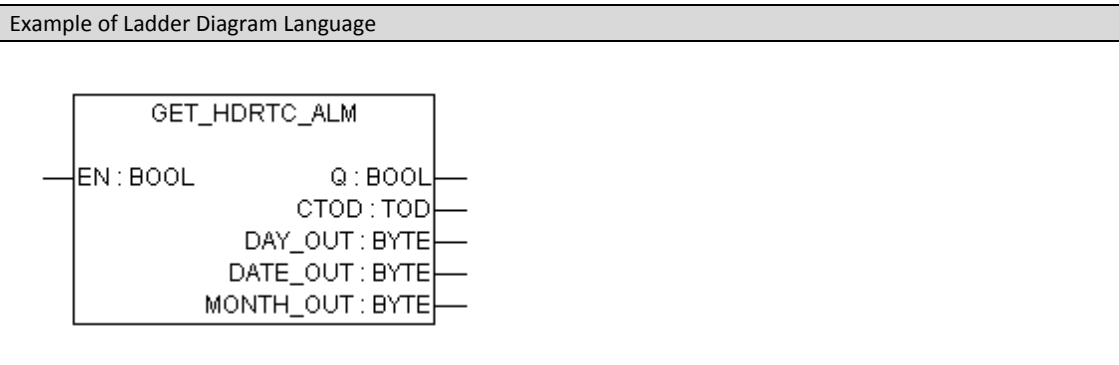 Example of Ladder Diagram Language
GET_HDRTC_ALM
EN : BOOL Q : BOOL
CTOD : TOD
DAY_OUT : BYTE
DATE_OUT : BYTE
MONTH_OUT : BYTE